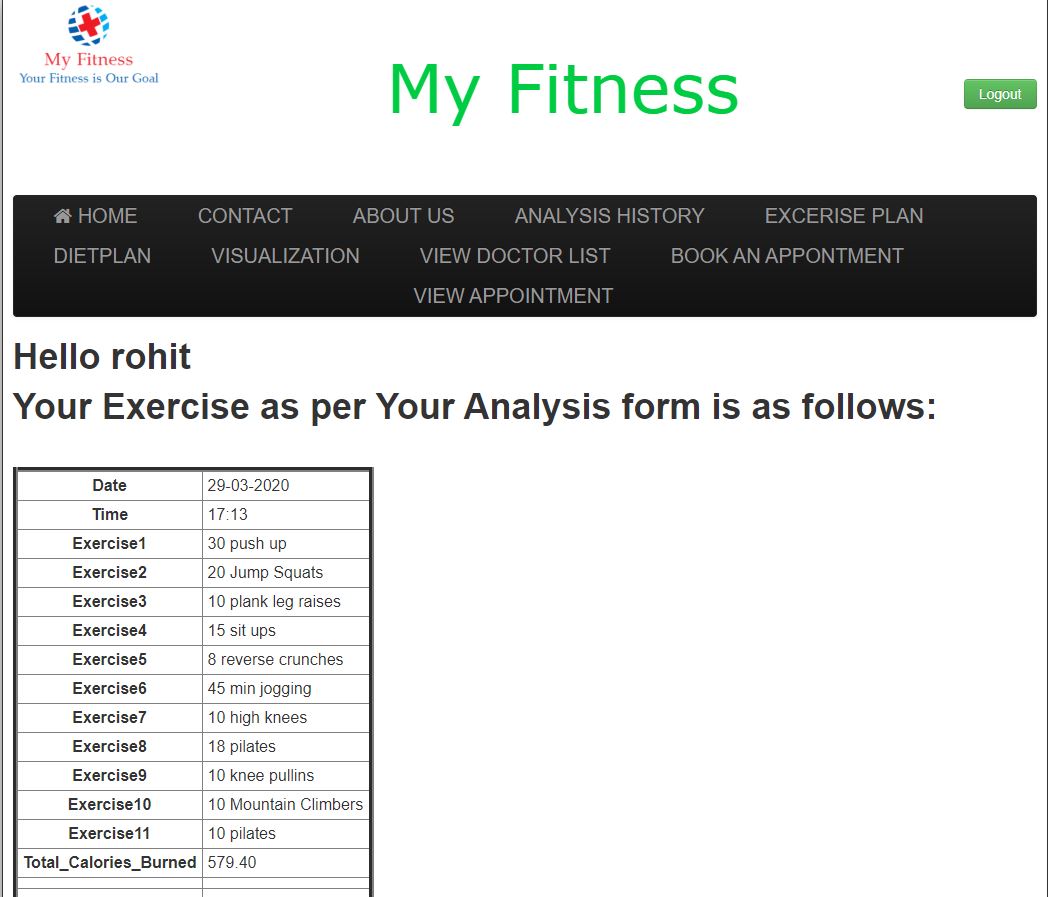 My Fitness
Your Fitness is Our Goal
My Fitness
Logout
HOME CONTACT ABOUT US ANALYSIS HISTORY EXCERISE PLAN
DIETPLAN VISUALIZATION VIEW DOCTOR LIST BOOK AN APPONTMENT
VIEW APPOINTMENT
Hello rohit
Your Exercise as per Your Analysis form is as follows:
Date 29-03-2020
Time 17:13
Exercise1 30 push up
Exercise2 20 Jump Squats
Exercise3 10 plank leg raises
Exercise4 15 sit ups
Exercise5 8 reverse crunches
Exercise6 45 min jogging
Exercise7 10 high knees
Exercise8 18 pilates
Exercise9 10 knee pullins
Exercise10 10 Mountain Climbers
Exercise11 10 pilates
Total_Calories_Burned 579.40